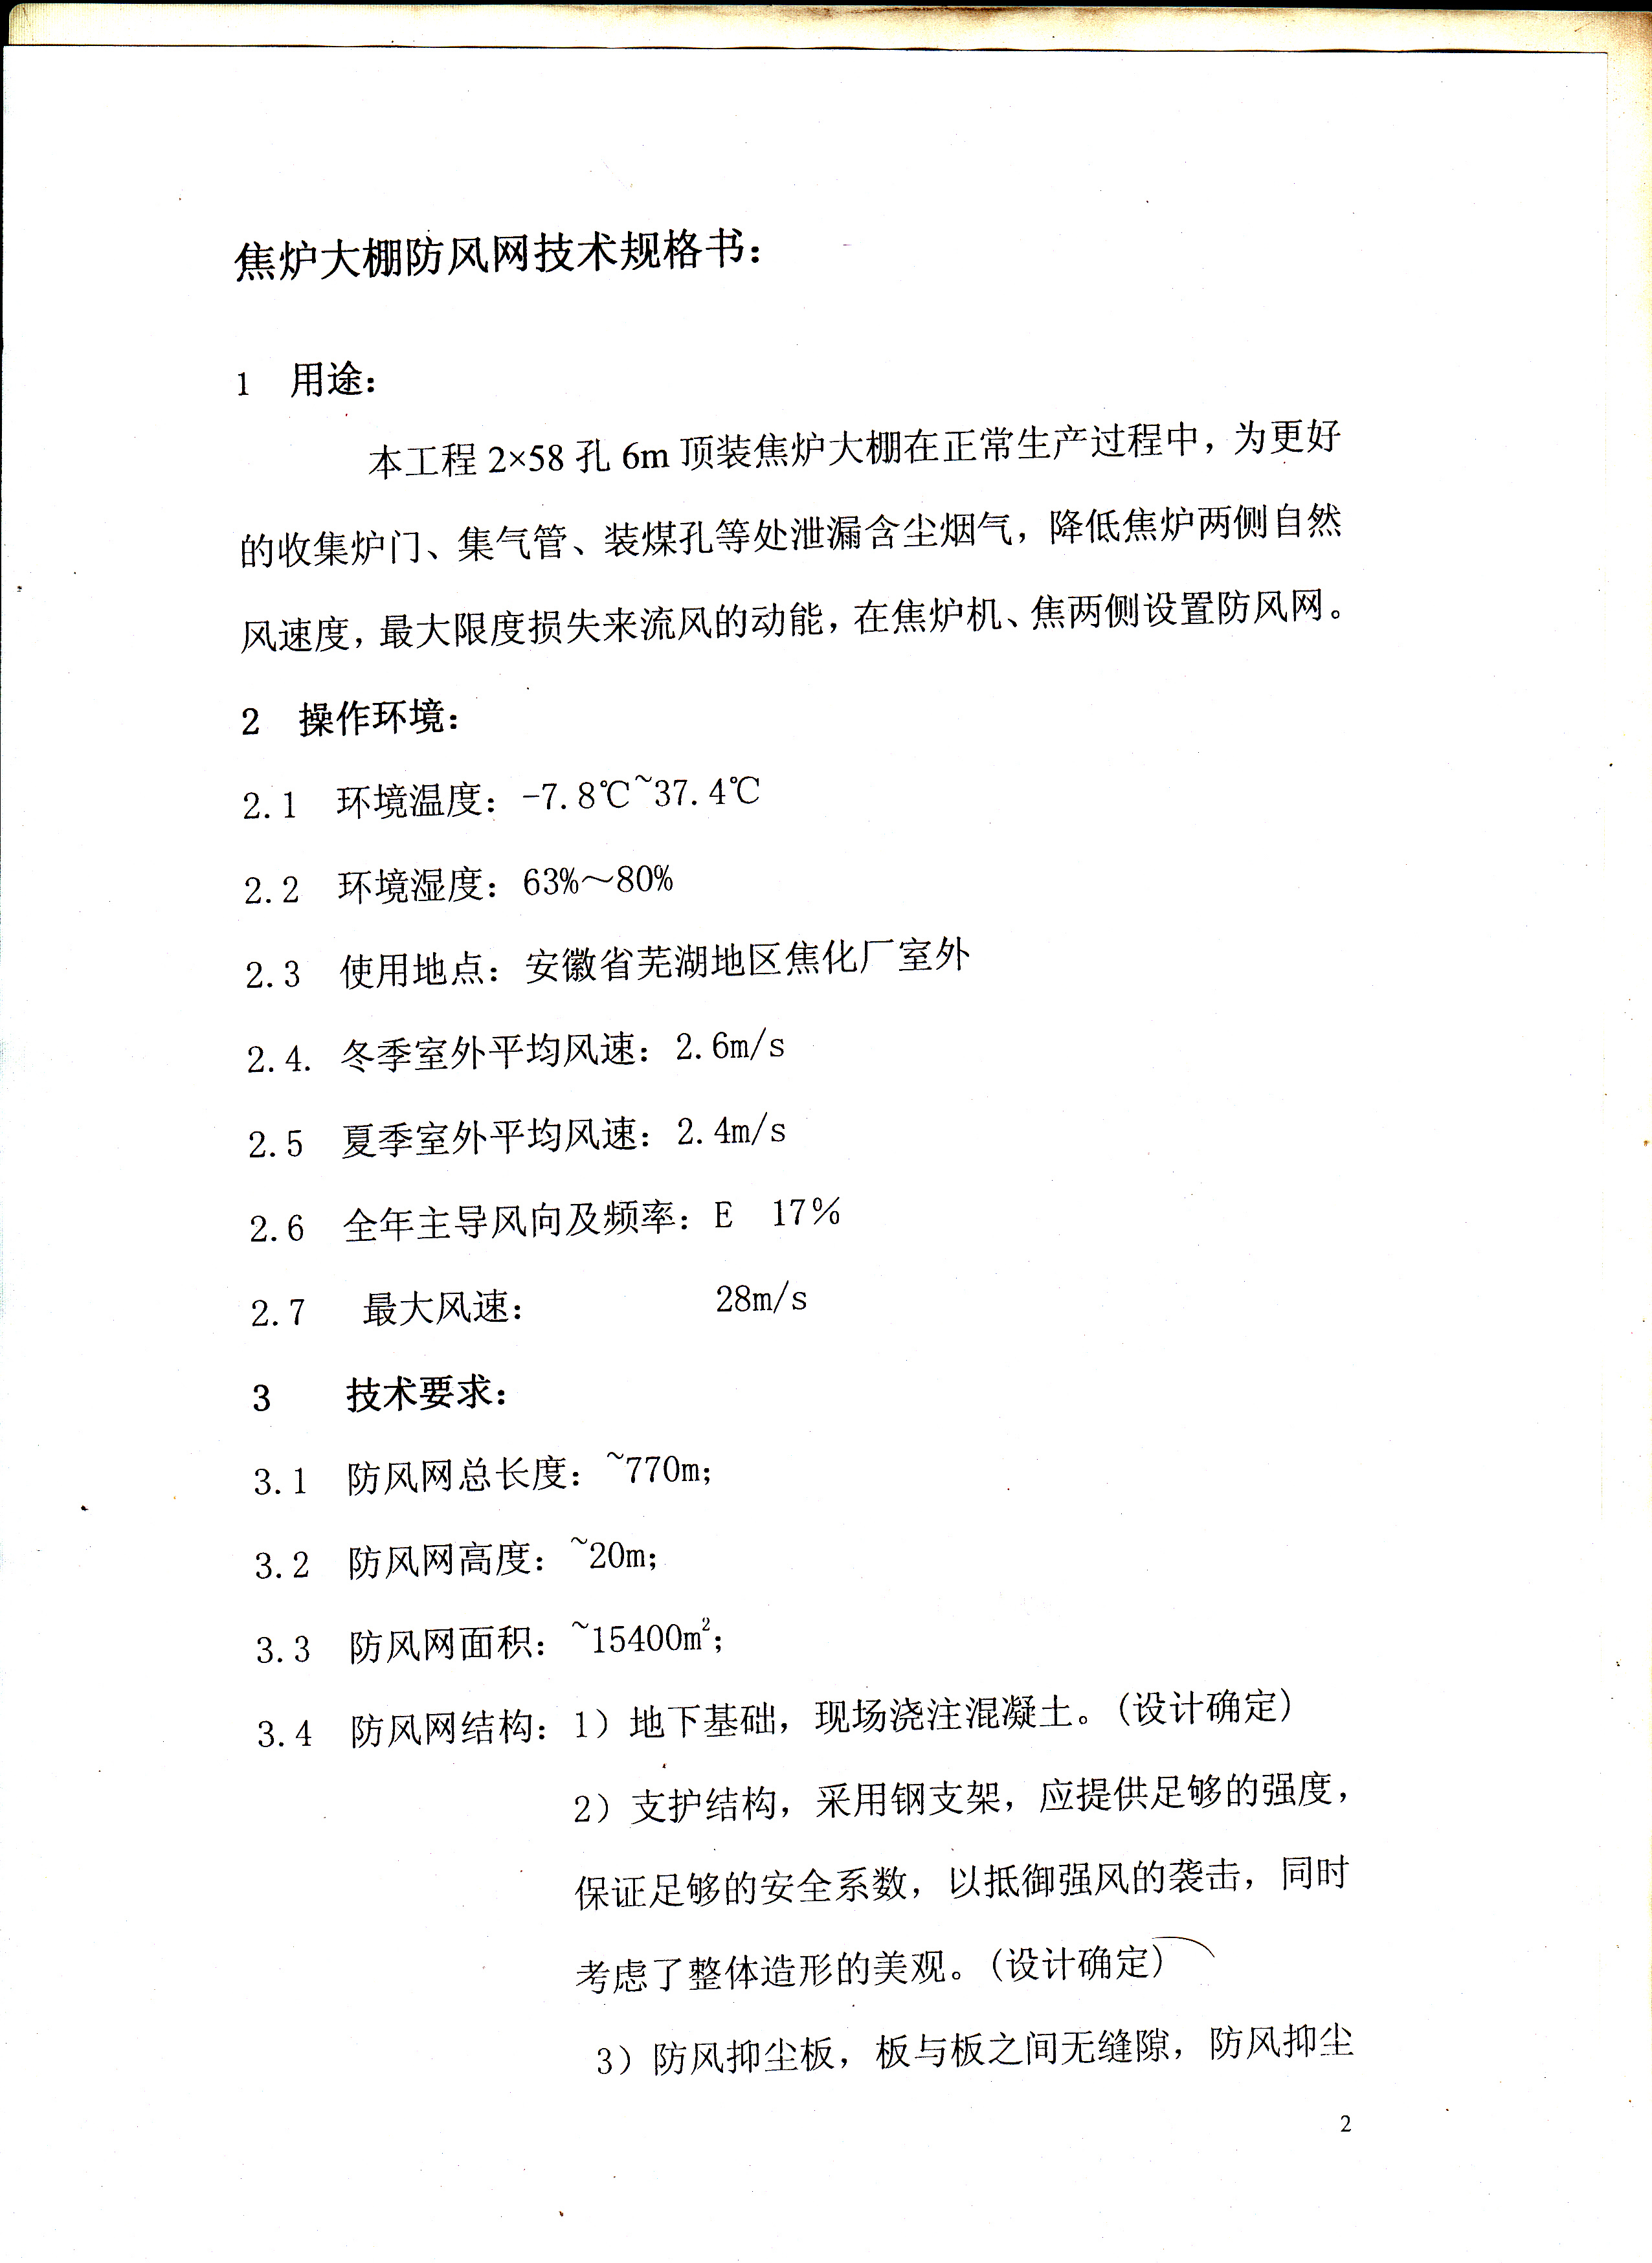 焦炉大棚防风网技术规格书：
1 用途：
本工程 2×58 孔 6m 顶装焦炉大棚在正常生产过程中，为更好
的收集炉门、集气管、装煤孔等处泄漏含尘烟气，降低焦炉两侧自然
风速度，最大限度损失来流风的动能，在焦炉机、焦两侧设置防风网。
2 操作环境：
2.1 环境温度：-7.8℃~37.4℃
2.2 环境湿度：63%～80%
2.3 使用地点：安徽省芜湖地区焦化厂室外
2.4. 冬季室外平均风速：2.6m/s
2.5 夏季室外平均风速：2.4m/s
2.6 全年主导风向及频率：E 17%
2.7 最大风速： 28m/s
3 技术要求：
3.1 防风网总长度：~770m；
3.2 防风网高度：~20m；
3.3 防风网面积：~15400m²；
3.4 防风网结构：1）地下基础，现场浇注混凝土。(设计确定)
2）支护结构，采用钢支架，应提供足够的强度，
保证足够的安全系数，以抵御强风的袭击，同时
考虑了整体造形的美观。(设计确定)
3）防风抑尘板，板与板之间无缝隙，防风抑尘
2